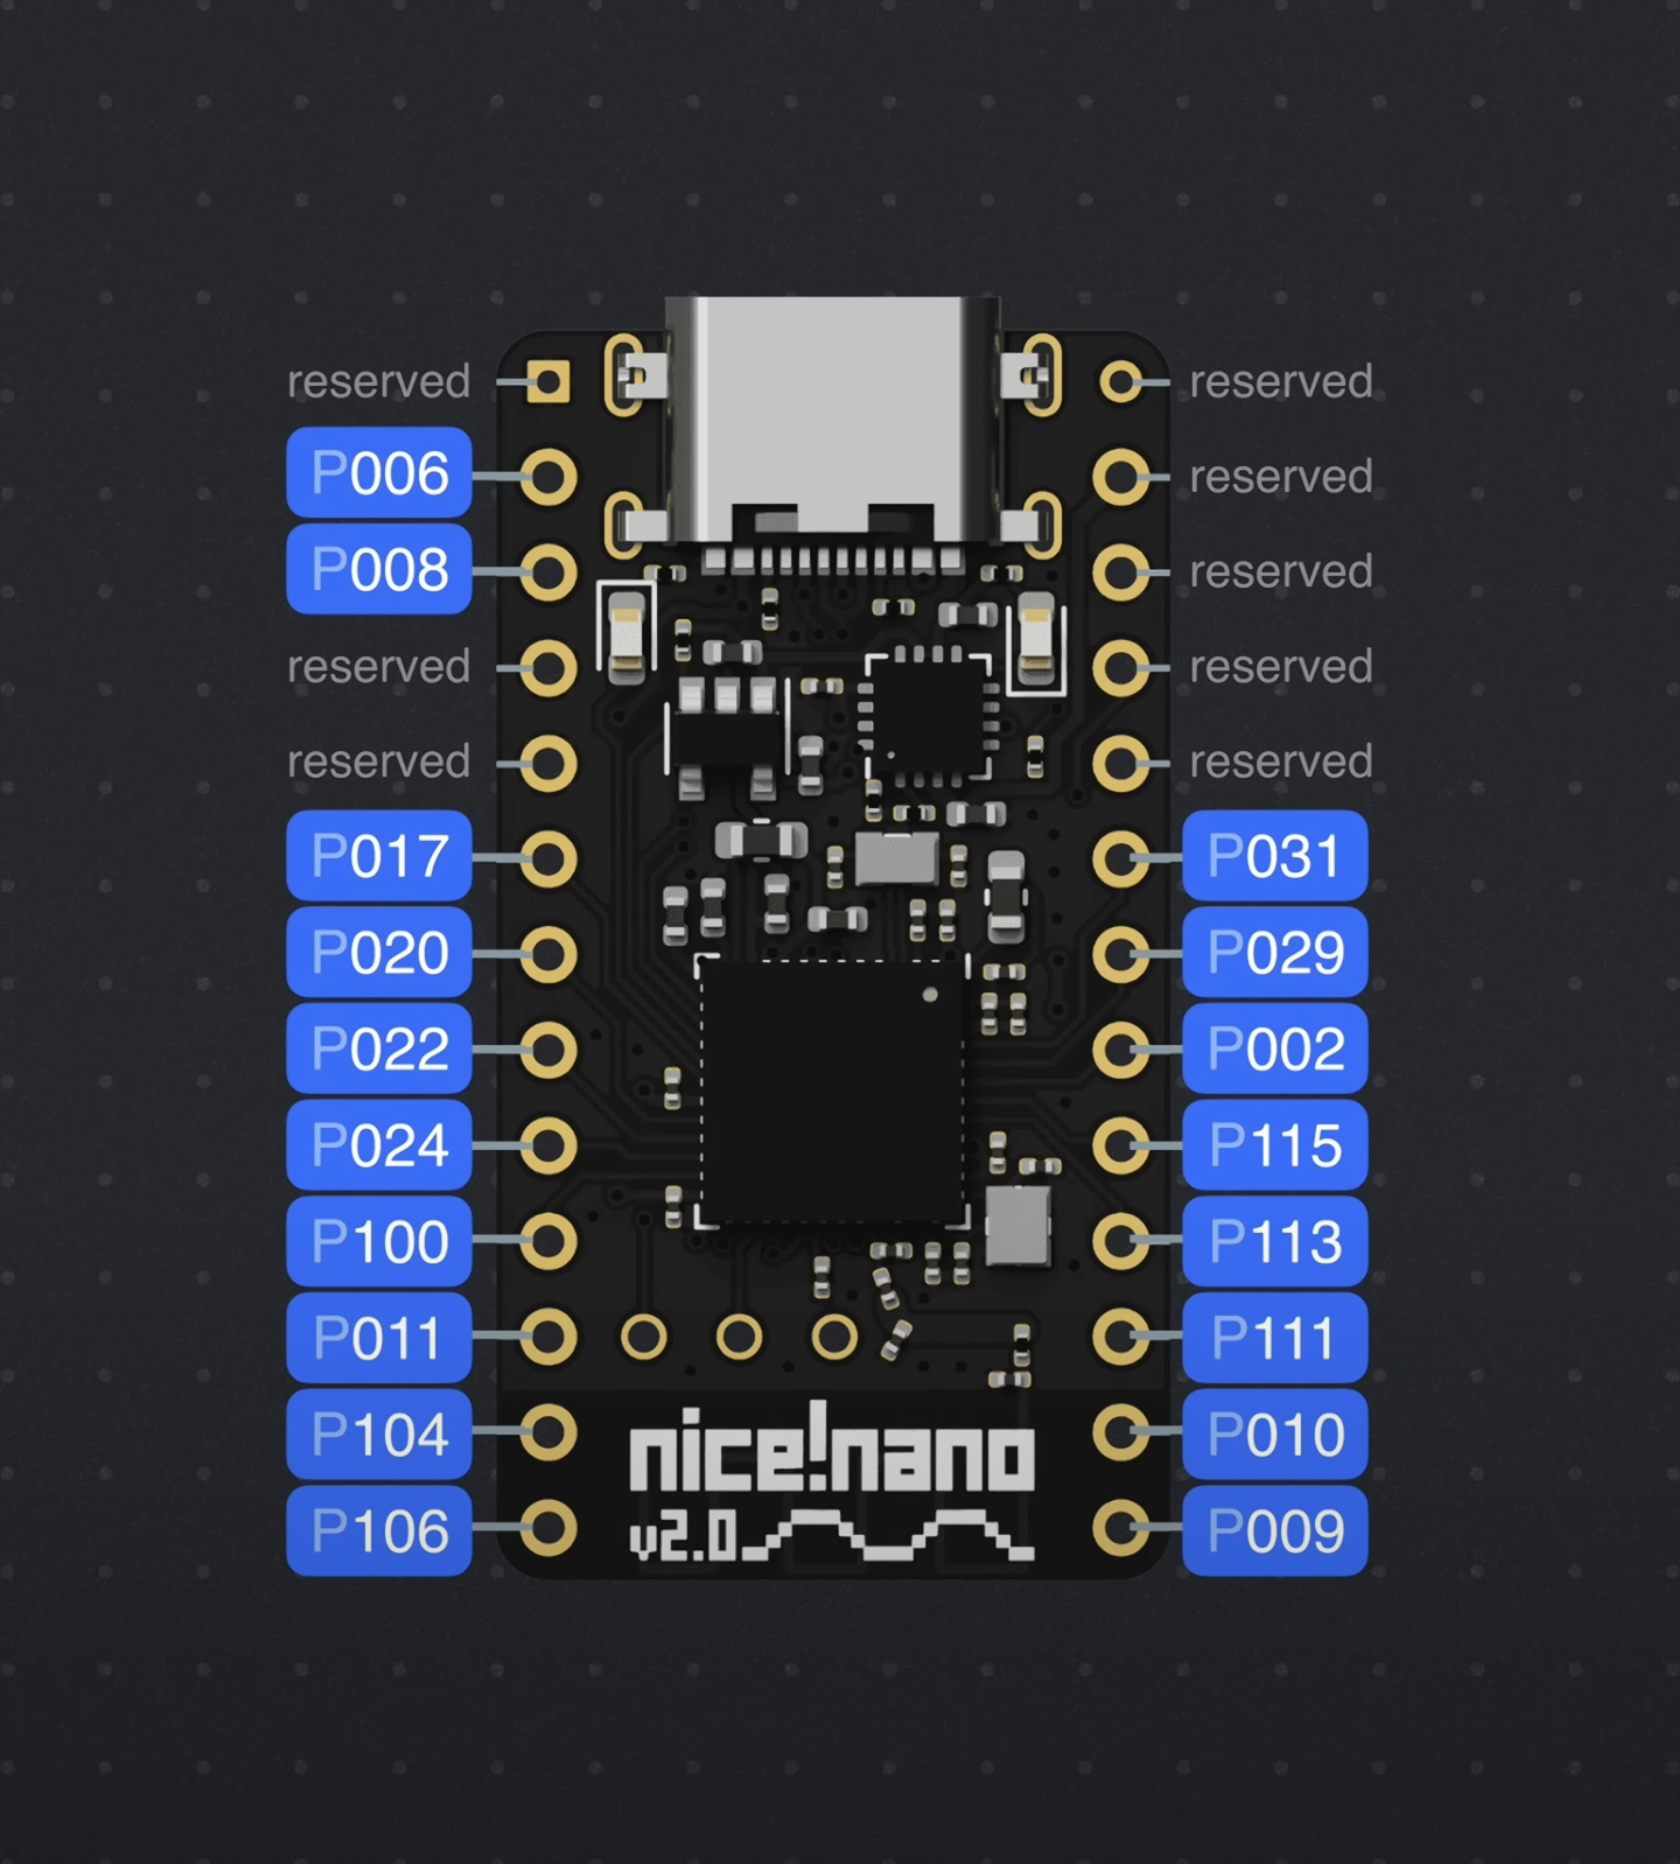 reserved
reserved
P006
reserved
P008
reserved
reserved
reserved
reserved
reserved
P017
P031
P020
P029
P022
P002
P024
P115
P100
P113
P011
P111
P104
P010
P106
P009
nice!nano
v2.0